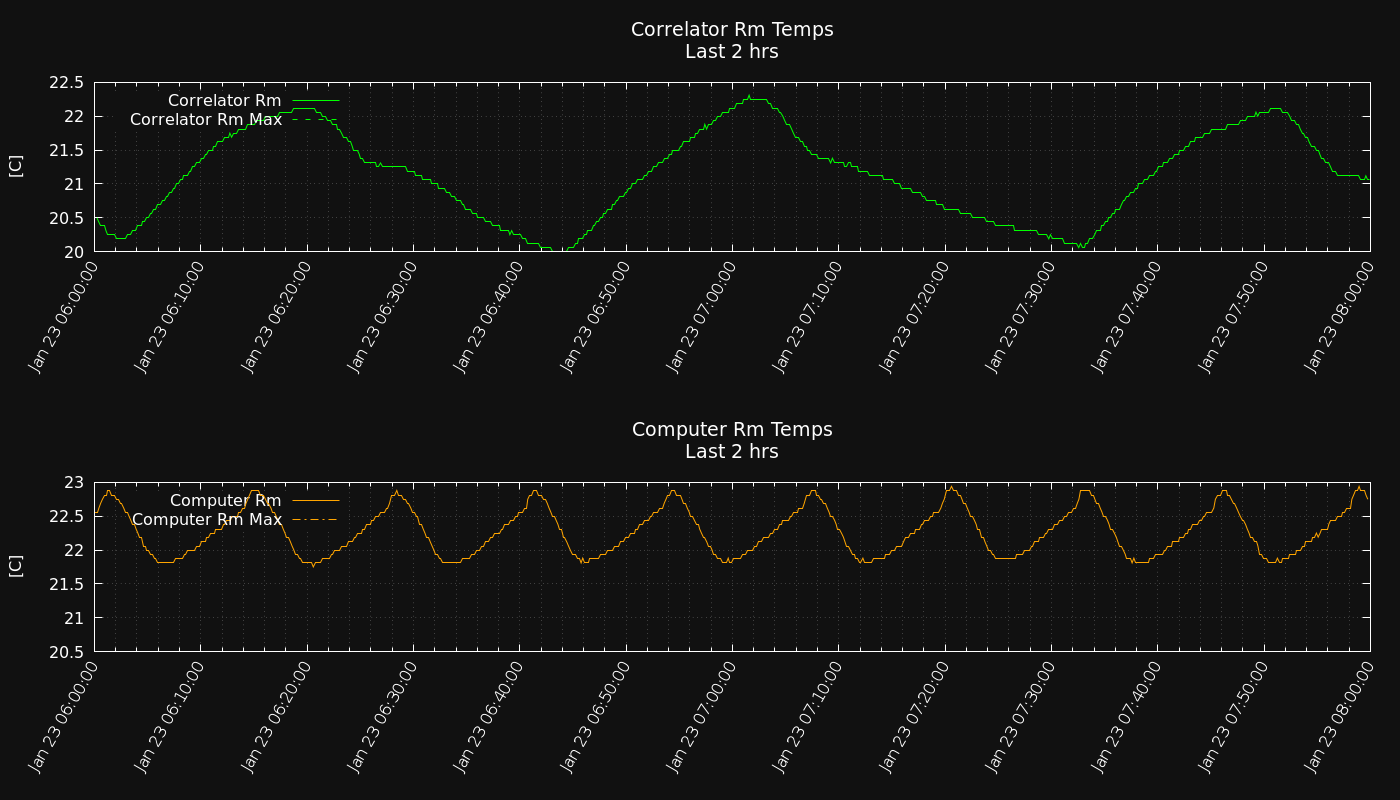 Correlator Rm Temps
Last 2 hrs
22.5
22
21.5
21
20.5
20
[C]
Correlator Rm
Correlator Rm Max
Jan 23 06:00:00
Jan 23 06:10:00
Jan 23 06:20:00
Jan 23 06:30:00
Jan 23 06:40:00
Jan 23 06:50:00
Jan 23 07:00:00
Jan 23 07:10:00
Jan 23 07:20:00
Jan 23 07:30:00
Jan 23 07:40:00
Jan 23 07:50:00
Jan 23 08:00:00
Computer Rm Temps
Last 2 hrs
23
22.5
22
21.5
21
20.5
[C]
Computer Rm
Computer Rm Max
Jan 23 06:00:00
Jan 23 06:10:00
Jan 23 06:20:00
Jan 23 06:30:00
Jan 23 06:40:00
Jan 23 06:50:00
Jan 23 07:00:00
Jan 23 07:10:00
Jan 23 07:20:00
Jan 23 07:30:00
Jan 23 07:40:00
Jan 23 07:50:00
Jan 23 08:00:00